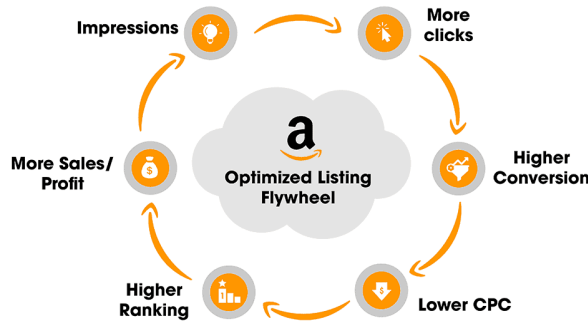 Impressions
More
clicks
Higher
Conversion
Lower CPC
Higher
Ranking
More Sales/
Profit
a
Optimized Listing
Flywheel